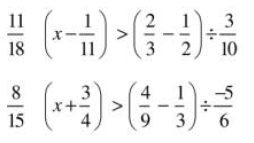 11/18 (x - 1/11) > (2/3 - 1/2) ÷ 3/10
8/15 (x + 3/4) > (4/9 - 1/3) ÷ -5/6